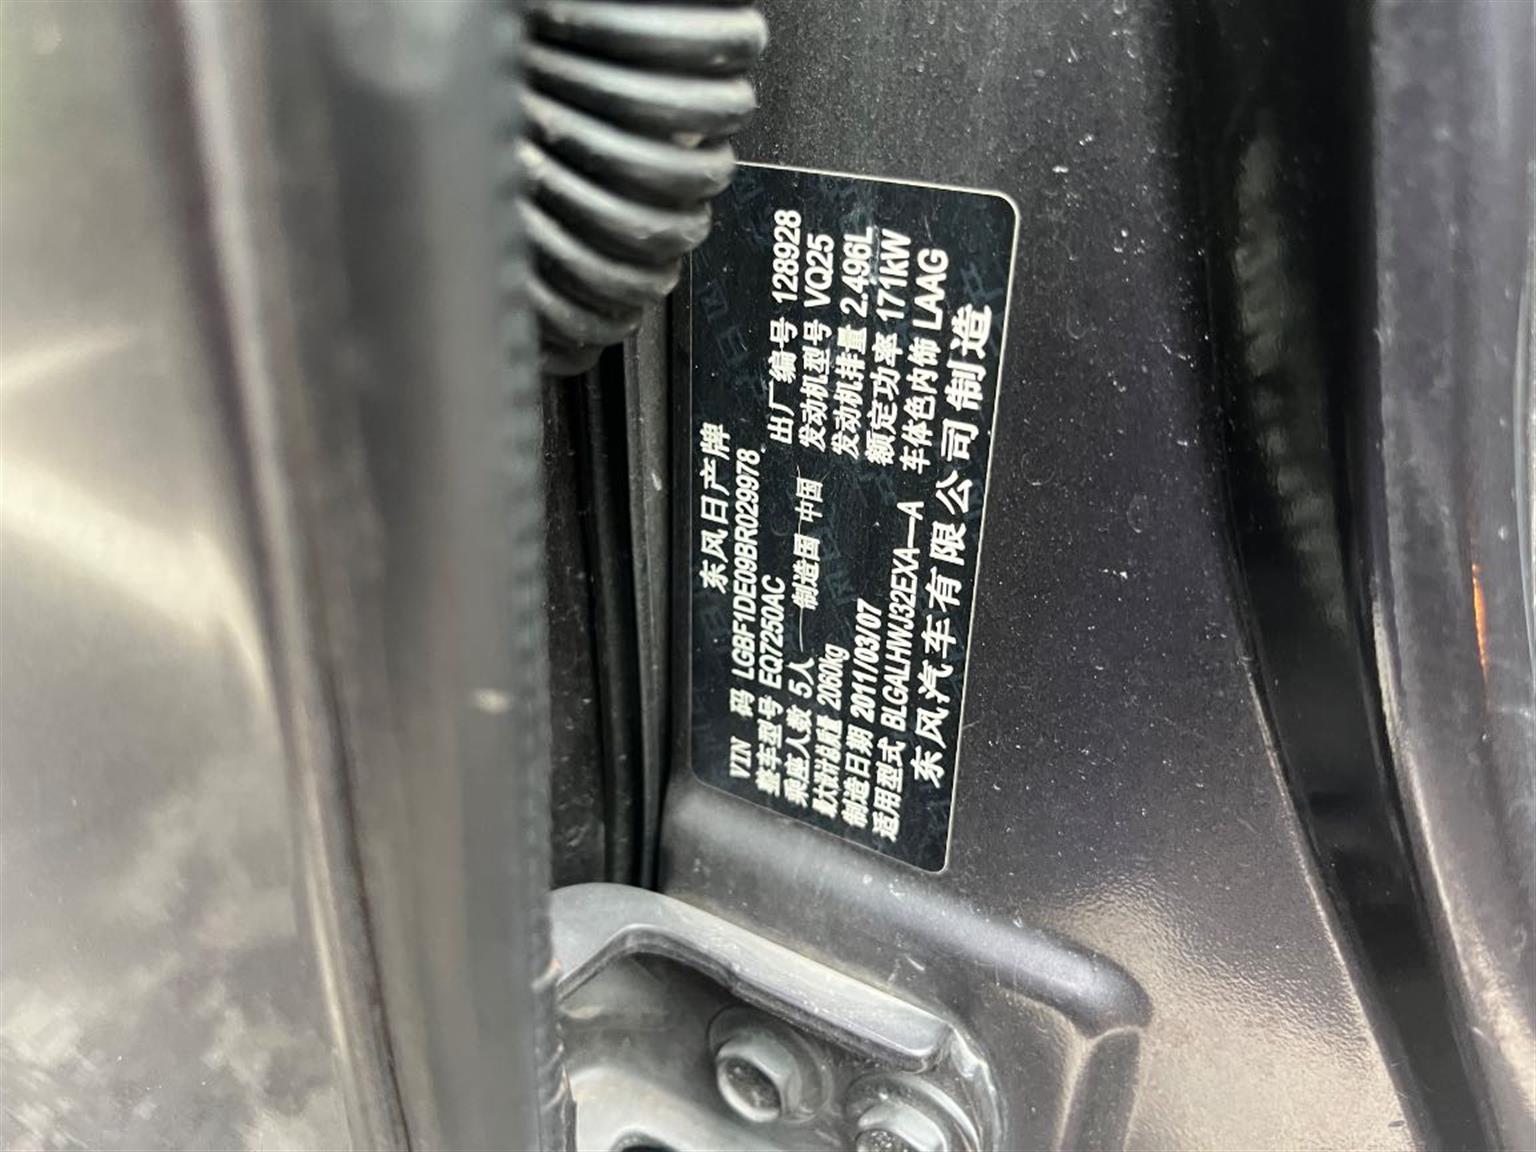 东风日产牌
VIN 码 LGBF1DE09BR029978 出厂编号 128928
整车型号 EQ7250AC 发动机型号 VQ25
乘座人数 5人 制造国 中国 发动机排量 2.496L
最大设计总质量 2060kg 额定功率 171kW
制造日期 2011/03/07 车体色内饰 LAAG
适用型式 BLGALHWJ32EXA—A
东风汽车有限公司制造